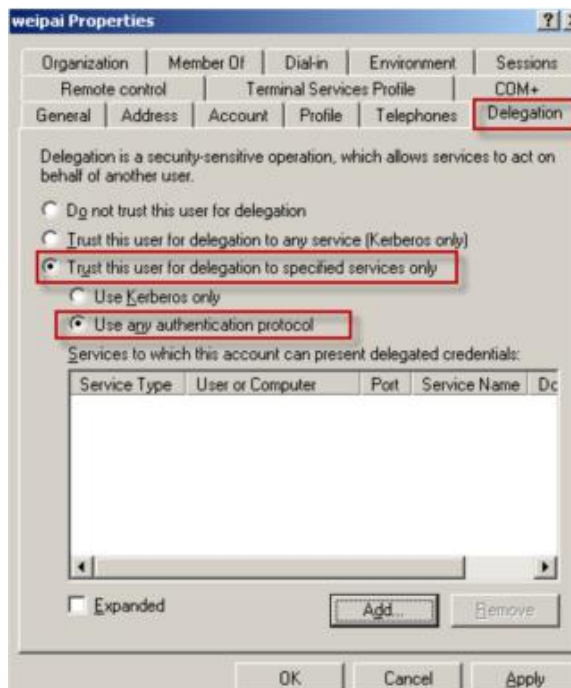 weipai Properties ? X
Organization Member Of Dial-in Environment Sessions
Remote control Terminal Services Profile COM+
General Address Account Profile Telephones Delegation
Delegation is a security-sensitive operation, which allows services to act on
behalf of another user.
Do not trust this user for delegation
Trust this user for delegation to any service (Kerberos only)
Trust this user for delegation to specified services only
Use Kerberos only
Use any authentication protocol
Services to which this account can present delegated credentials:
Service Type User or Computer Port Service Name Dc
Expanded Add... Remove
OK Cancel Apply